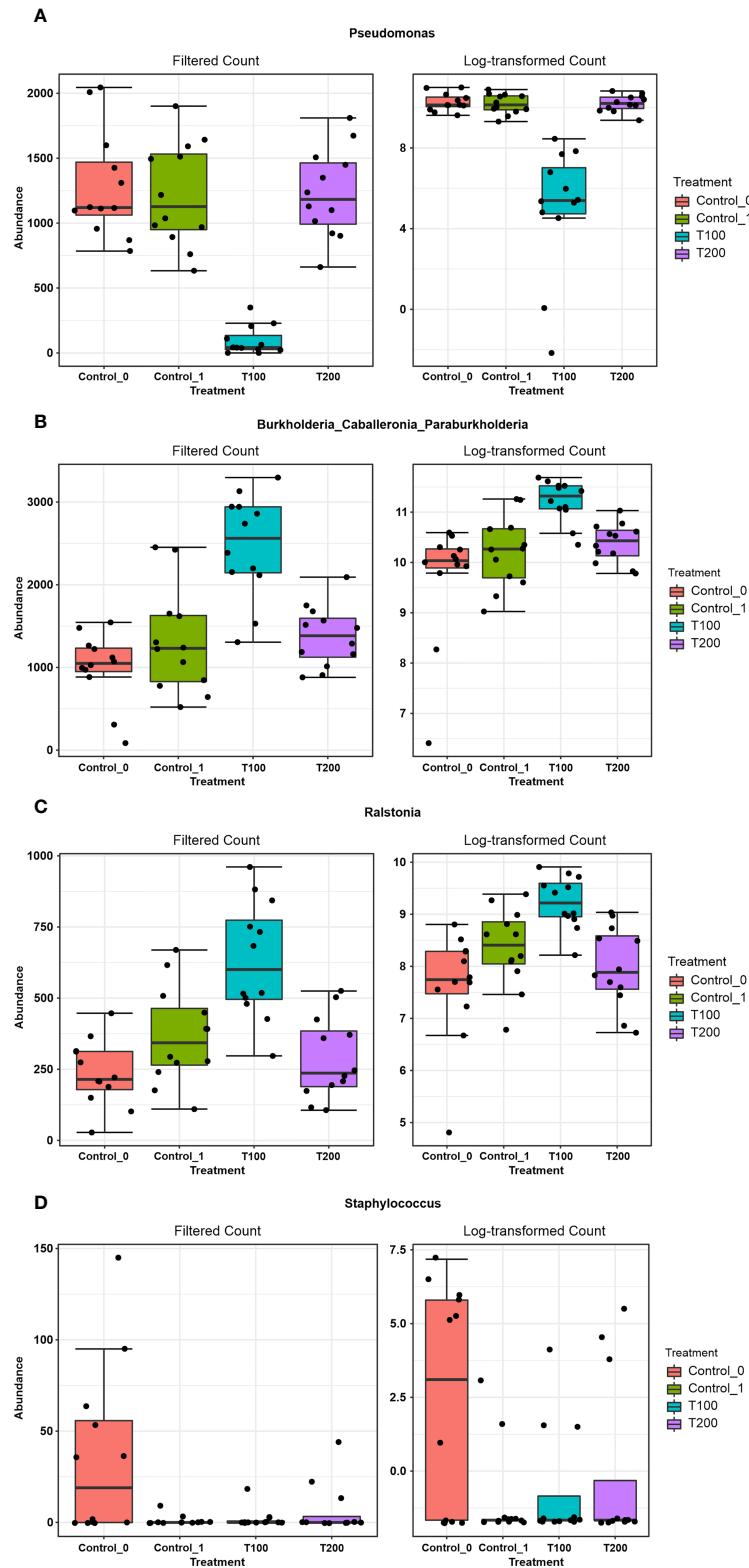 A
Pseudomonas
Filtered Count
Log-transformed Count
Abundance
2000
1500
1000
500
0
8
4
0
Control_0
Control_1
T100
T200
Treatment
Control_0
Control_1
T100
T200
Treatment
Treatment
Control_0
Control_1
T100
T200
B
Burkholderia_Caballeronia_Paraburkholderia
Filtered Count
Log-transformed Count
Abundance
3000
2000
1000
0
11
10
9
8
7
Control_0
Control_1
T100
T200
Treatment
Control_0
Control_1
T100
T200
Treatment
Treatment
Control_0
Control_1
T100
T200
C
Ralstonia
Filtered Count
Log-transformed Count
Abundance
1000
750
500
250
0
10
9
8
7
6
5
Control_0
Control_1
T100
T200
Treatment
Control_0
Control_1
T100
T200
Treatment
Treatment
Control_0
Control_1
T100
T200
D
Staphylococcus
Filtered Count
Log-transformed Count
Abundance
150
100
50
0
7.5
5.0
2.5
0.0
Control_0
Control_1
T100
T200
Treatment
Control_0
Control_1
T100
T200
Treatment
Treatment
Control_0
Control_1
T100
T200